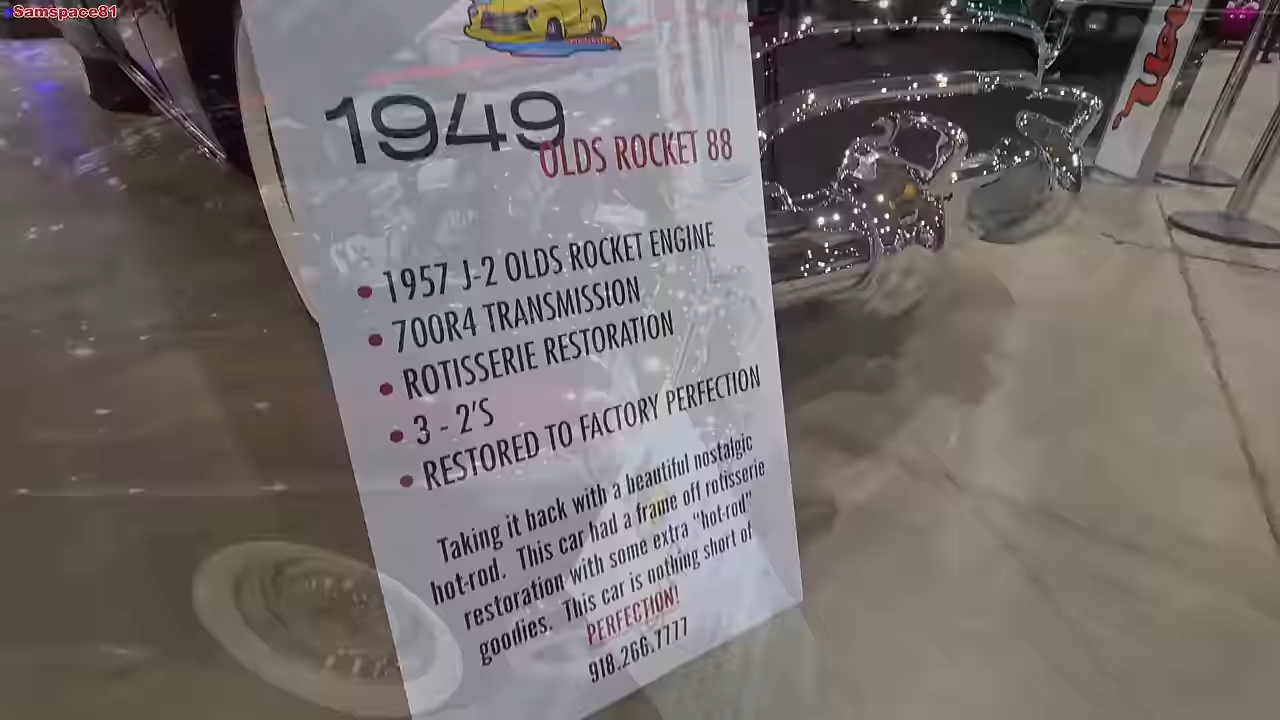 Samspace81
1949
OLDS ROCKET 88
• 1957 J-2 OLDS ROCKET ENGINE
• 700R4 TRANSMISSION
• ROTISSERIE RESTORATION
• 3 - 2'S
• RESTORED TO FACTORY PERFECTION
Taking it back with a beautiful nostalgic
hot-rod. This car had a frame off rotisserie
restoration with some extra "hot-rod"
goodies. This car is nothing short of
PERFECTION!
918.266.7777